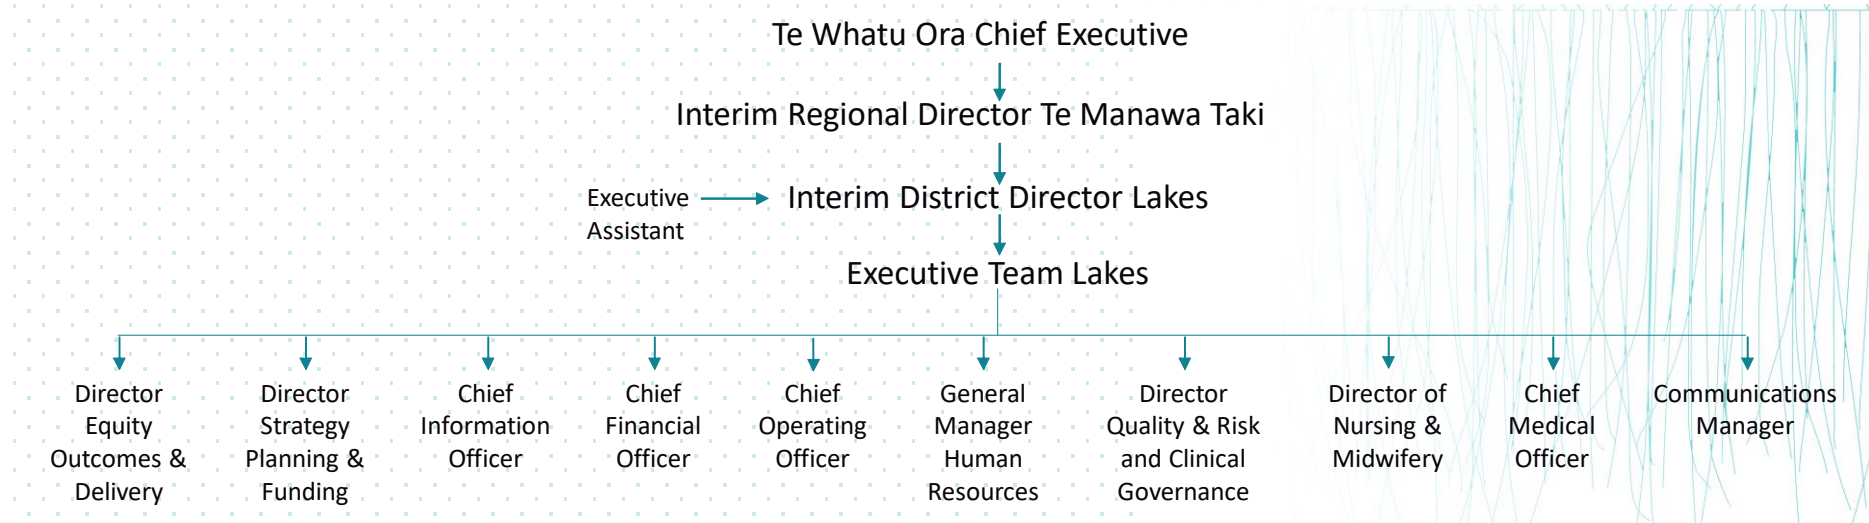 Te Whatu Ora Chief Executive
Interim Regional Director Te Manawa Taki
Executive
Assistant
Interim District Director Lakes
Executive Team Lakes
Director
Equity
Outcomes &
Delivery
Director
Strategy
Planning &
Funding
Chief
Information
Officer
Chief
Financial
Officer
Chief
Operating
Officer
General
Manager
Human
Resources
Director
Quality & Risk
and Clinical
Governance
Director of
Nursing &
Midwifery
Chief
Medical
Officer
Communications
Manager